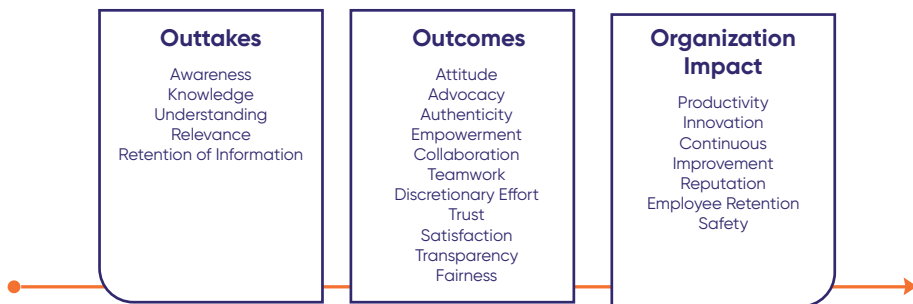 Outtakes
Awareness
Knowledge
Understanding
Relevance
Retention of Information
Outcomes
Attitude
Advocacy
Authenticity
Empowerment
Collaboration
Teamwork
Discretionary Effort
Trust
Satisfaction
Transparency
Fairness
Organization
Impact
Productivity
Innovation
Continuous
Improvement
Reputation
Employee Retention
Safety